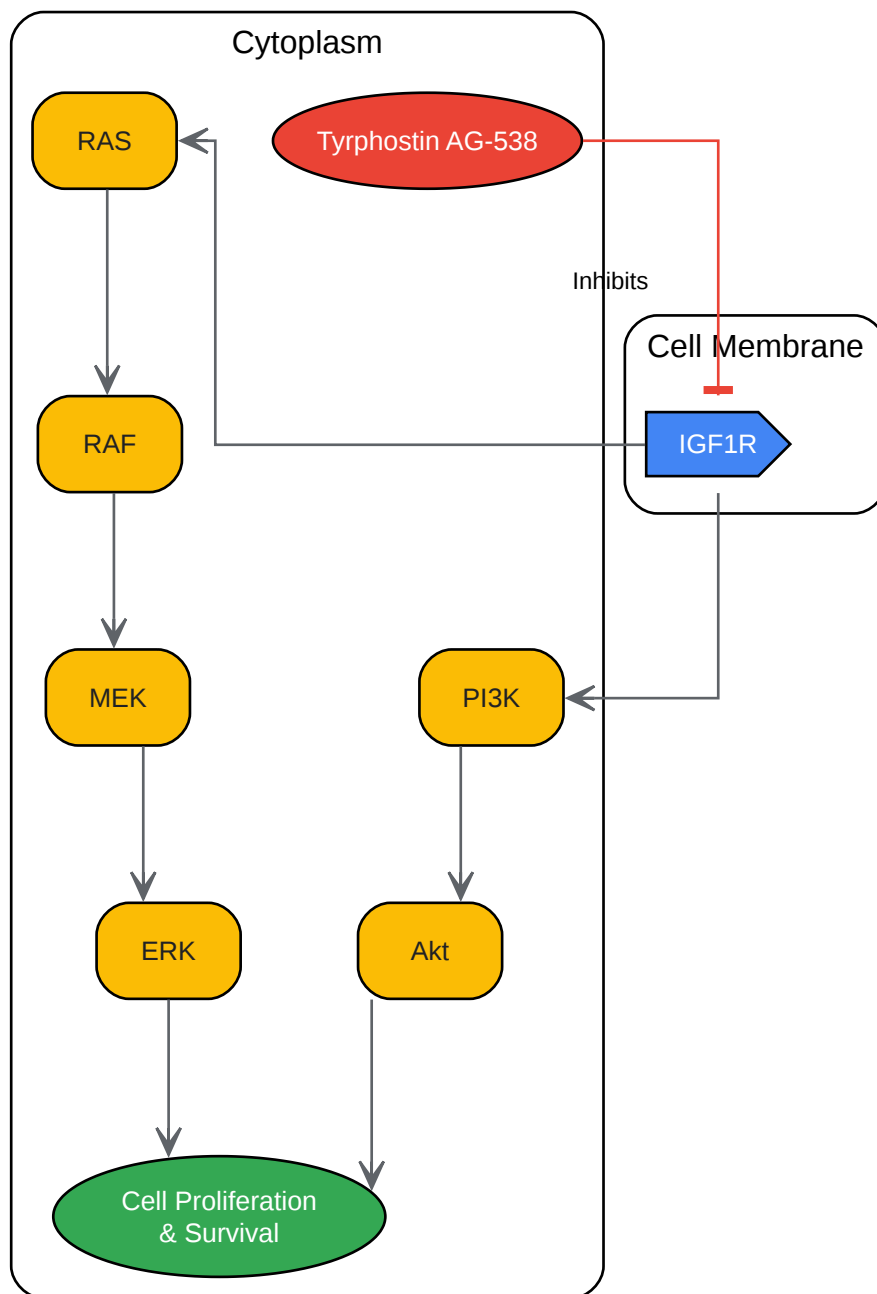 Cytoplasm
RAS
Tyrphostin AG-538
Inhibits
Cell Membrane
RAF
IGF1R
MEK
PI3K
ERK
Akt
Cell Proliferation
& Survival